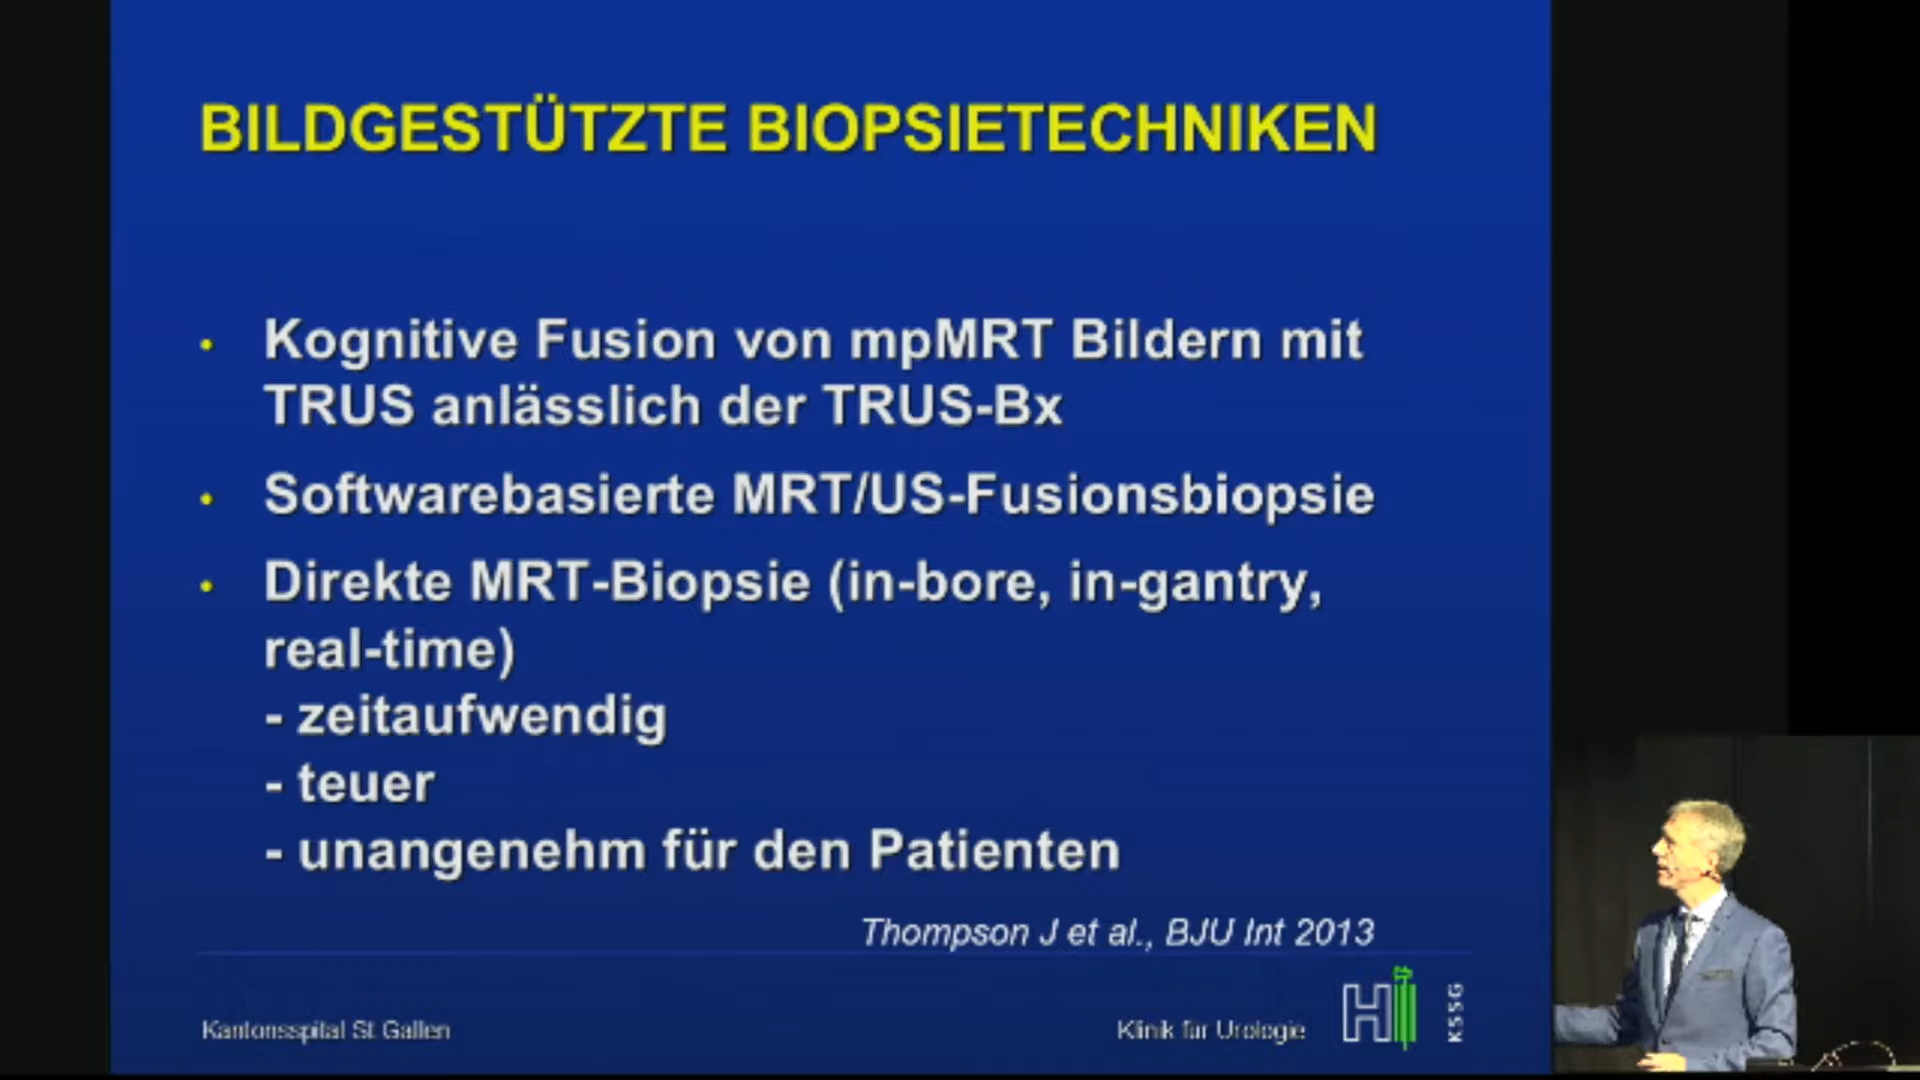 BILDGESTÜTZTE BIOPSIETECHNIKEN
• Kognitive Fusion von mpMRT Bildern mit
TRUS anlässlich der TRUS-Bx
• Softwarebasierte MRT/US-Fusionsbiopsie
• Direkte MRT-Biopsie (in-bore, in-gantry,
real-time)
- zeitaufwendig
- teuer
- unangenehm für den Patienten
Thompson J et al., BJU Int 2013
Kantonsspital St Gallen
Klinik für Urologie
KSSG